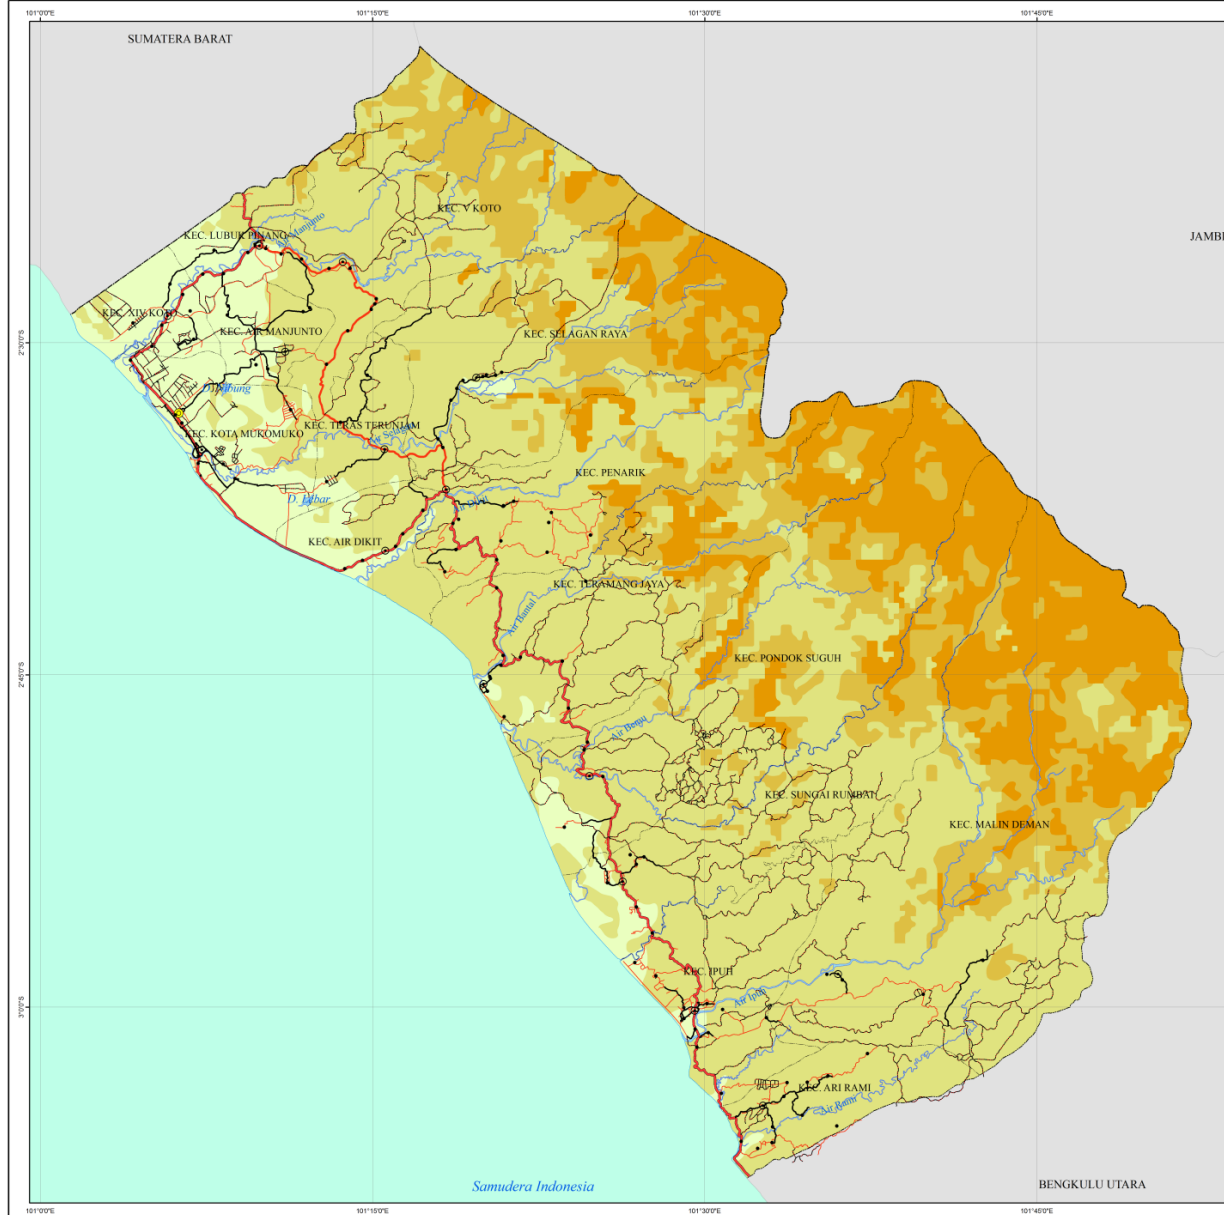 101°0'0"E 101°15'0"E 101°30'0"E 101°45'0"E
SUMATERA BARAT
KEC. V KOTO
KEC. LUBUK PINANG
Air Manjunto
JAMBI
KEC. XIV KOTO
KEC. AIR MANJUNTO
KEC. SELAGAN RAYA
2°30'0"S
KEC. TERAS TERUNJAM
KEC. KOTA MUKOMUKO
KEC. PENARIK
D. Lebar
Air Dikit
KEC. AIR DIKIT
KEC. TERAMANG JAYA
Air Bantal
KEC. PONDOK SUGUH
2°45'0"S
KEC. SUNGAI RUMBAI
KEC. MALIN DEMAN
KEC. IPUH
Air Ipuh
3°0'0"S
KEC. ARI RAMI
Air Rami
Samudera Indonesia
BENGKULU UTARA
101°0'0"E 101°15'0"E 101°30'0"E 101°45'0"E